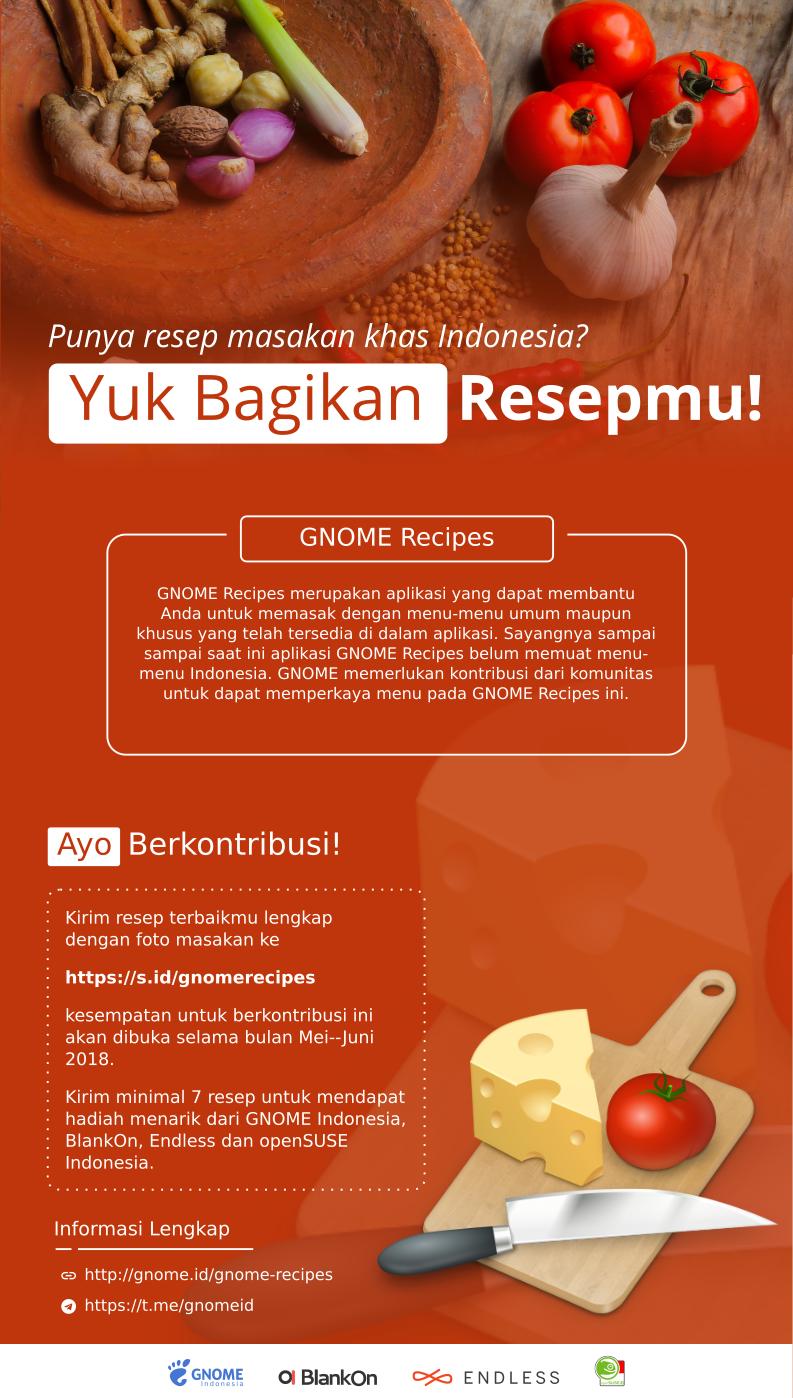 Punya resep masakan khas Indonesia?
Yuk Bagikan Resepmu!
GNOME Recipes
GNOME Recipes merupakan aplikasi yang dapat membantu
Anda untuk memasak dengan menu-menu umum maupun
khusus yang telah tersedia di dalam aplikasi. Sayangnya sampai
sampai saat ini aplikasi GNOME Recipes belum memuat menu-
menu Indonesia. GNOME memerlukan kontribusi dari komunitas
untuk dapat memperkaya menu pada GNOME Recipes ini.
Ayo Berkontribusi!
Kirim resep terbaikmu lengkap
dengan foto masakan ke
https://s.id/gnomerecipes
kesempatan untuk berkontribusi ini
akan dibuka selama bulan Mei--Juni
2018.
Kirim minimal 7 resep untuk mendapat
hadiah menarik dari GNOME Indonesia,
BlankOn, Endless dan openSUSE
Indonesia.
Informasi Lengkap
http://gnome.id/gnome-recipes
https://t.me/gnomeid
GNOME
Indonesia
BlankOn
ENDLESS